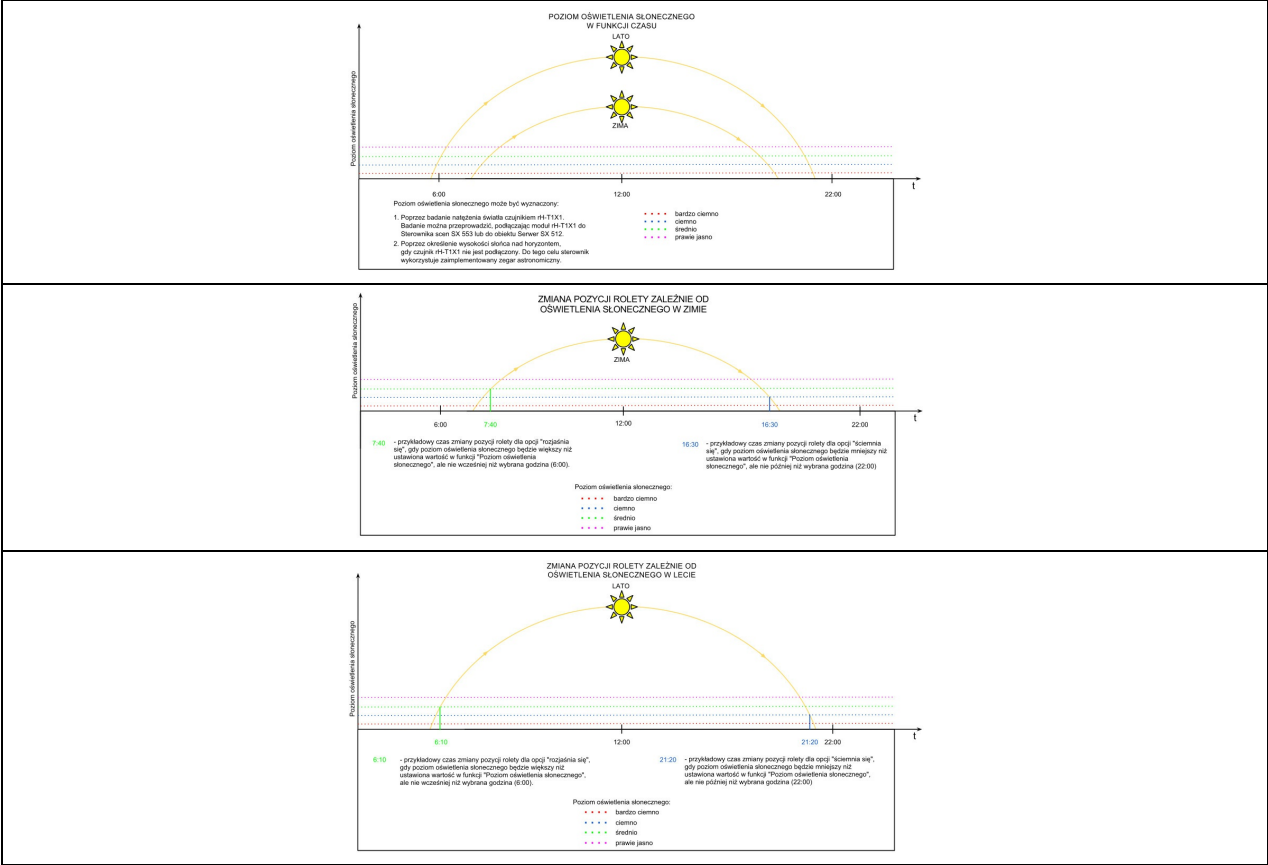 POZIOM OŚWIETLENIA SŁONECZNEGO
W FUNKCJI CZASU
LATO
ZIMA
Poziom oświetlenia słonecznego
t
6:00
12:00
22:00
Poziom oświetlenia słonecznego może być wyznaczony:
1. Poprzez badanie natężenia światła czujnikiem rH-T1X1.
Badanie można przeprowadzić, podłączając moduł rH-T1X1 do
Sterownika scen SX 553 lub do obiektu Serwer SX 512.
2. Poprzez określenie wysokości słońca nad horyzontem,
gdy czujnik rH-T1X1 nie jest podłączony. Do tego celu sterownik
wykorzystuje zaimplementowany zegar astronomiczny.
bardzo ciemno
ciemno
średnio
prawie jasno
ZMIANA POZYCJI ROLETY ZALEŻNIE OD
OŚWIETLENIA SŁONECZNEGO W ZIMIE
ZIMA
Poziom oświetlenia słonecznego
t
6:00
7:40
12:00
16:30
22:00
7:40 - przykładowy czas zmiany pozycji rolety dla opcji "rozjaśnia
się", gdy poziom oświetlenia słonecznego będzie większy niż
ustawiona wartość w funkcji "Poziom oświetlenia
słonecznego", ale nie wcześniej niż wybrana godzina (6:00).
16:30 - przykładowy czas zmiany pozycji rolety dla opcji "ściemnia
się", gdy poziom oświetlenia słonecznego będzie mniejszy niż
ustawiona wartość w funkcji "Poziom oświetlenia
słonecznego", ale nie później niż wybrana godzina (22:00)
Poziom oświetlenia słonecznego:
bardzo ciemno
ciemno
średnio
prawie jasno
ZMIANA POZYCJI ROLETY ZALEŻNIE OD
OŚWIETLENIA SŁONECZNEGO W LECIE
LATO
Poziom oświetlenia słonecznego
t
6:10
12:00
21:20
22:00
6:10 - przykładowy czas zmiany pozycji rolety dla opcji "rozjaśnia się",
gdy poziom oświetlenia słonecznego będzie większy niż
ustawiona wartość w funkcji "Poziom oświetlenia słonecznego",
ale nie wcześniej niż wybrana godzina (6:00).
21:20 - przykładowy czas zmiany pozycji rolety dla opcji "ściemnia się",
gdy poziom oświetlenia słonecznego będzie mniejszy niż
ustawiona wartość w funkcji "Poziom oświetlenia słonecznego",
ale nie później niż wybrana godzina (22:00)
Poziom oświetlenia słonecznego:
bardzo ciemno
ciemno
średnio
prawie jasno